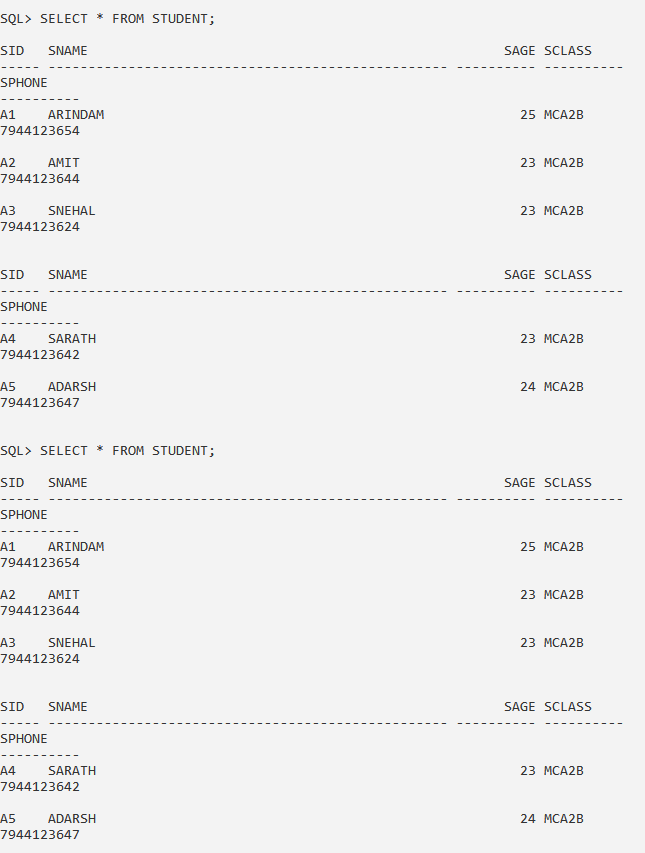 SQL> SELECT * FROM STUDENT;
SID   SNAME                                                    SAGE SCLASS
----- -------------------------------------------------- ---------- ----------
SPHONE
----------
A1    ARINDAM                                                    25 MCA2B
7944123654
A2    AMIT                                                       23 MCA2B
7944123644
A3    SNEHAL                                                     23 MCA2B
7944123624
SID   SNAME                                                    SAGE SCLASS
----- -------------------------------------------------- ---------- ----------
SPHONE
----------
A4    SARATH                                                     23 MCA2B
7944123642
A5    ADARSH                                                     24 MCA2B
7944123647
SQL> SELECT * FROM STUDENT;
SID   SNAME                                                    SAGE SCLASS
----- -------------------------------------------------- ---------- ----------
SPHONE
----------
A1    ARINDAM                                                    25 MCA2B
7944123654
A2    AMIT                                                       23 MCA2B
7944123644
A3    SNEHAL                                                     23 MCA2B
7944123624
SID   SNAME                                                    SAGE SCLASS
----- -------------------------------------------------- ---------- ----------
SPHONE
----------
A4    SARATH                                                     23 MCA2B
7944123642
A5    ADARSH                                                     24 MCA2B
7944123647